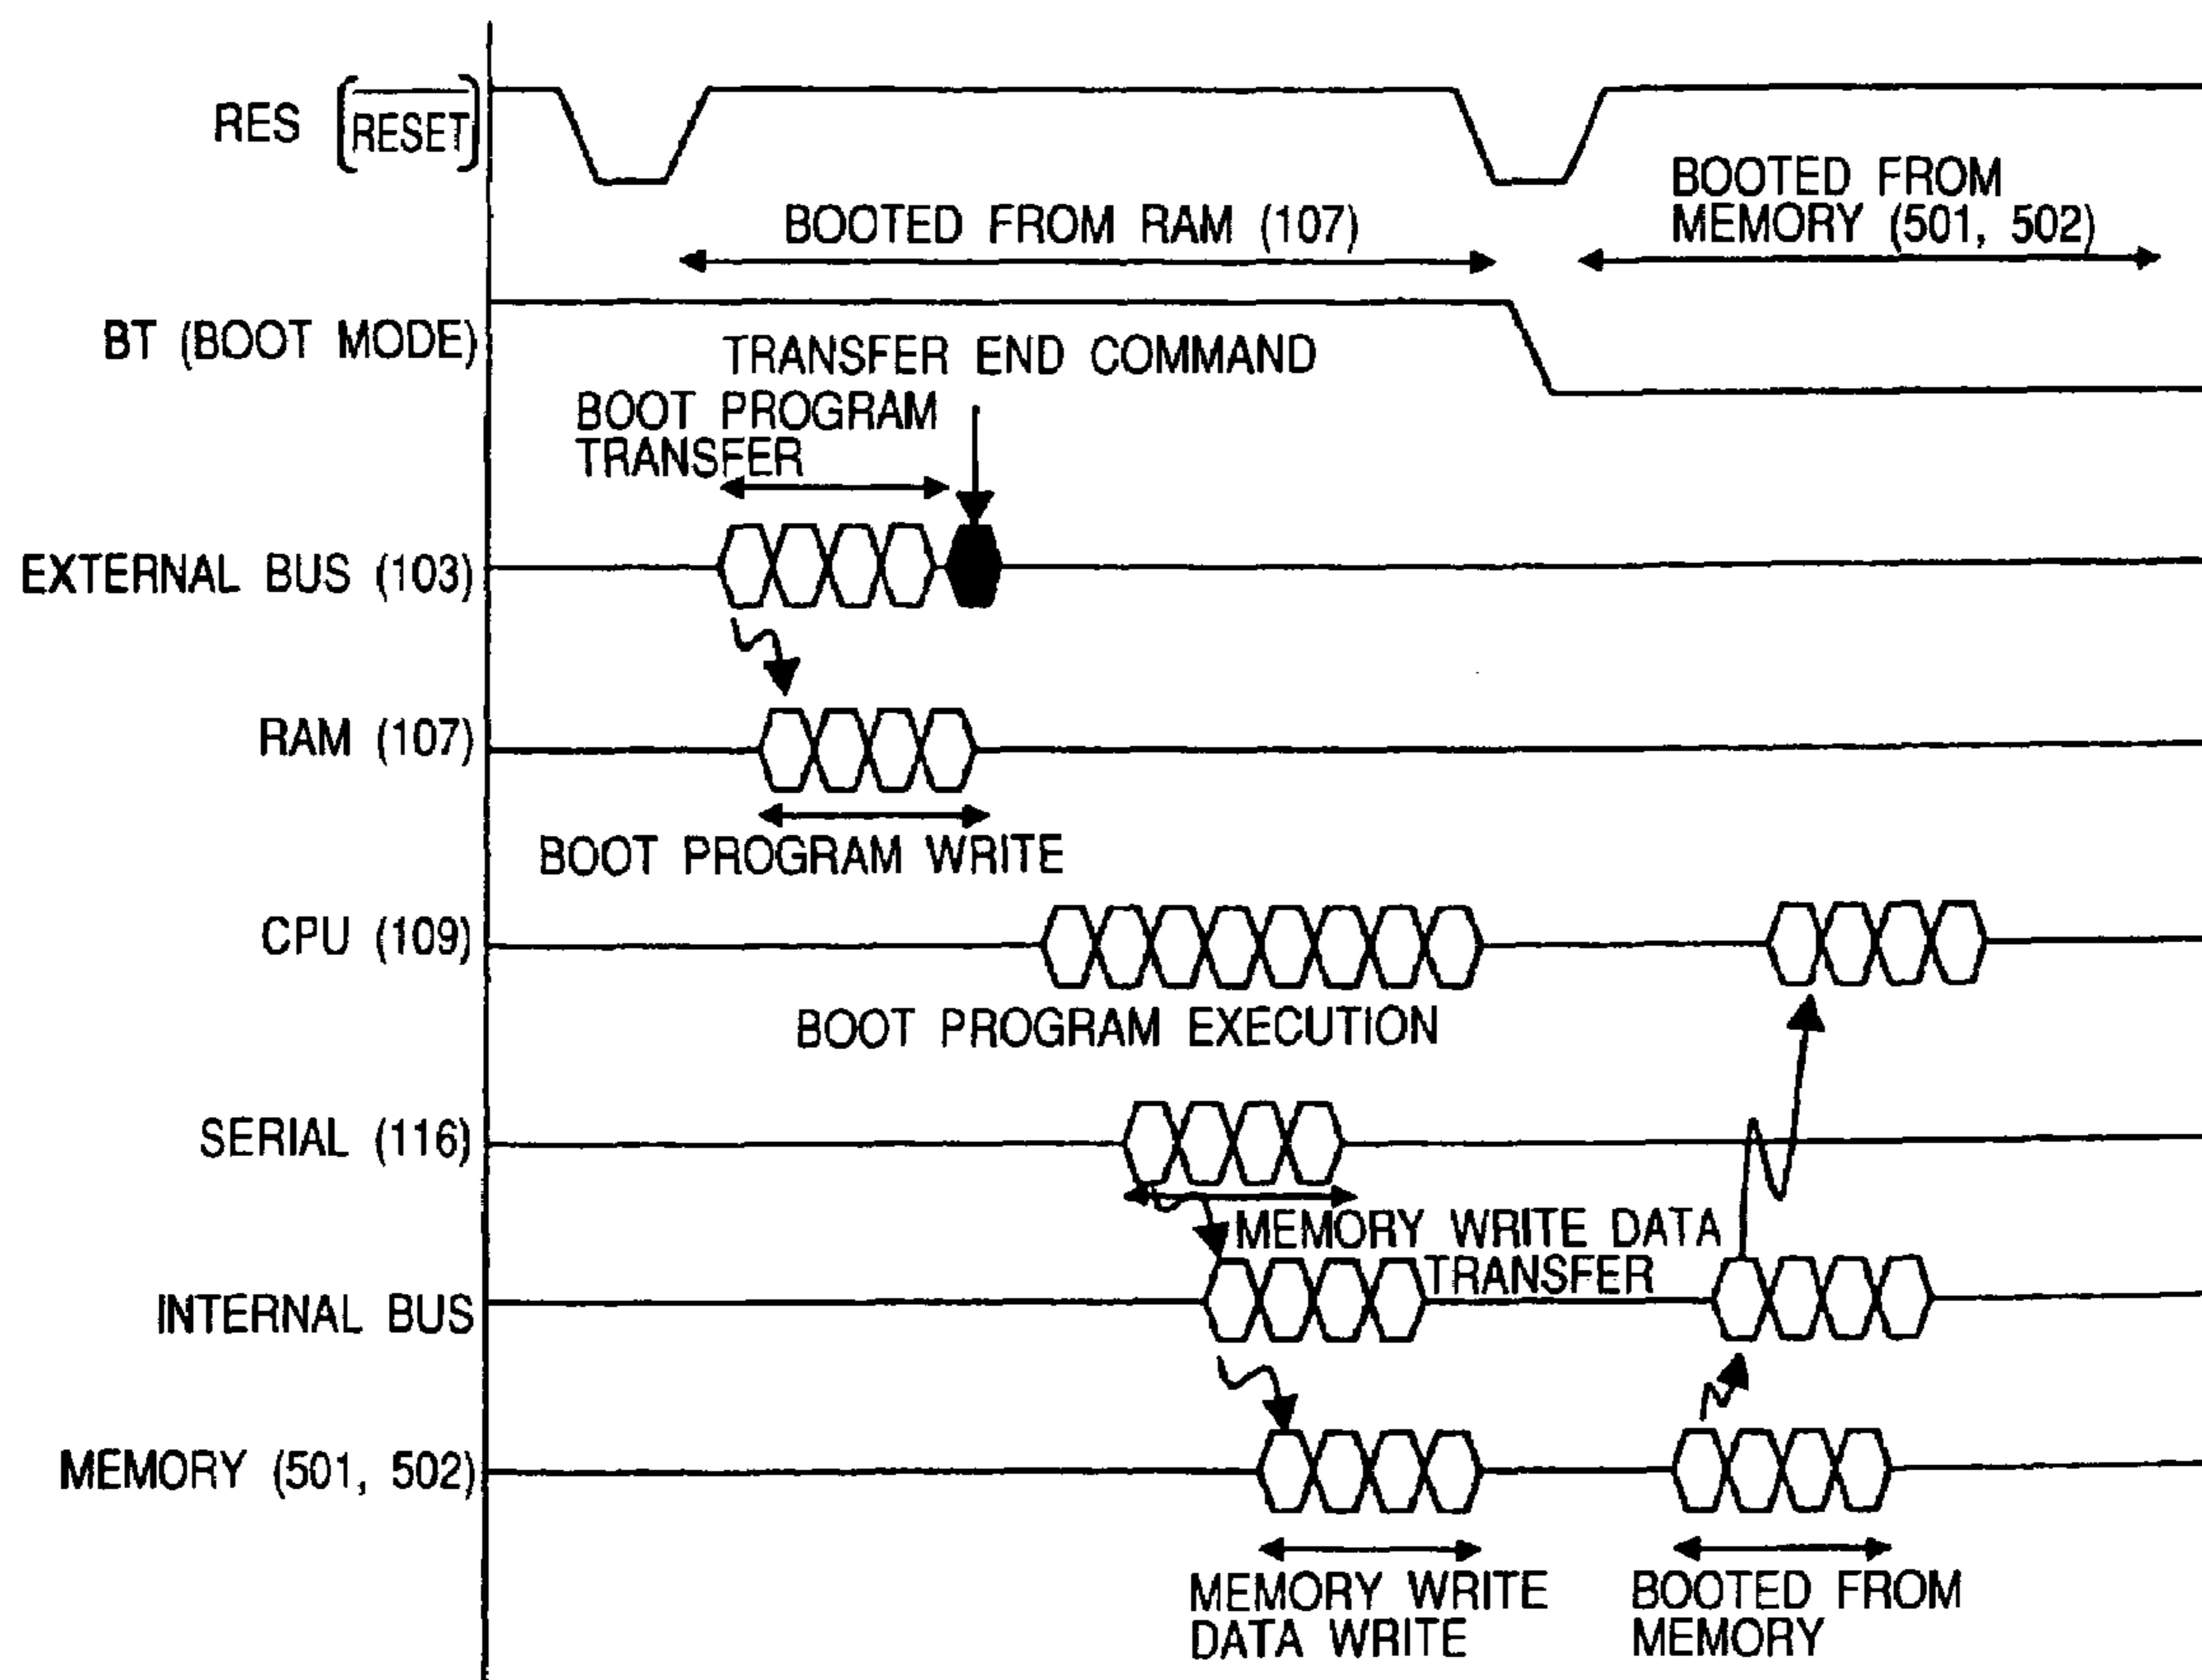 RES [RESET]
BOOTED FROM RAM (107)
BOOTED FROM
MEMORY (501, 502)
BT (BOOT MODE)
TRANSFER END COMMAND
BOOT PROGRAM
TRANSFER
EXTERNAL BUS (103)
RAM (107)
BOOT PROGRAM WRITE
CPU (109)
BOOT PROGRAM EXECUTION
SERIAL (116)
MEMORY WRITE DATA
TRANSFER
INTERNAL BUS
MEMORY (501, 502)
MEMORY WRITE
DATA WRITE
BOOTED FROM
MEMORY